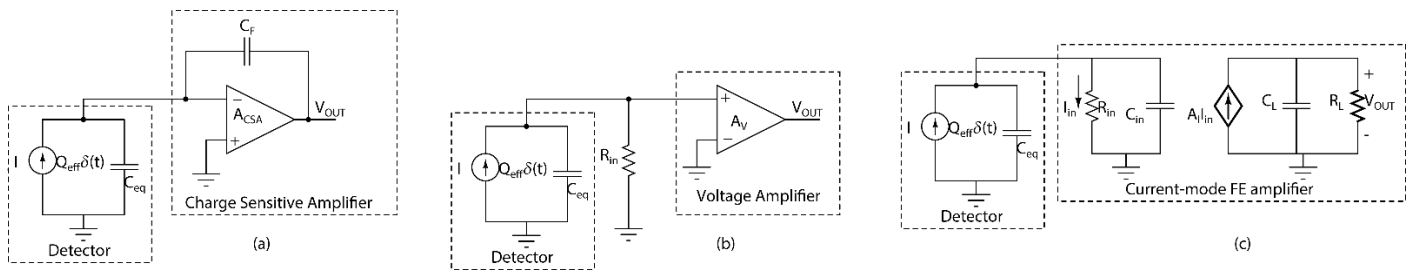 C_F
−
A_CSA
+
V_OUT
I
Q_eff δ(t)
C_eq
Charge Sensitive Amplifier
Detector
(a)
+
A_V
−
V_OUT
R_in
I
Q_eff δ(t)
C_eq
Voltage Amplifier
Detector
(b)
I_in
R_in
C_in
A_I I_in
C_L
R_L
+
V_OUT
-
I
Q_eff δ(t)
C_eq
Current-mode FE amplifier
Detector
(c)